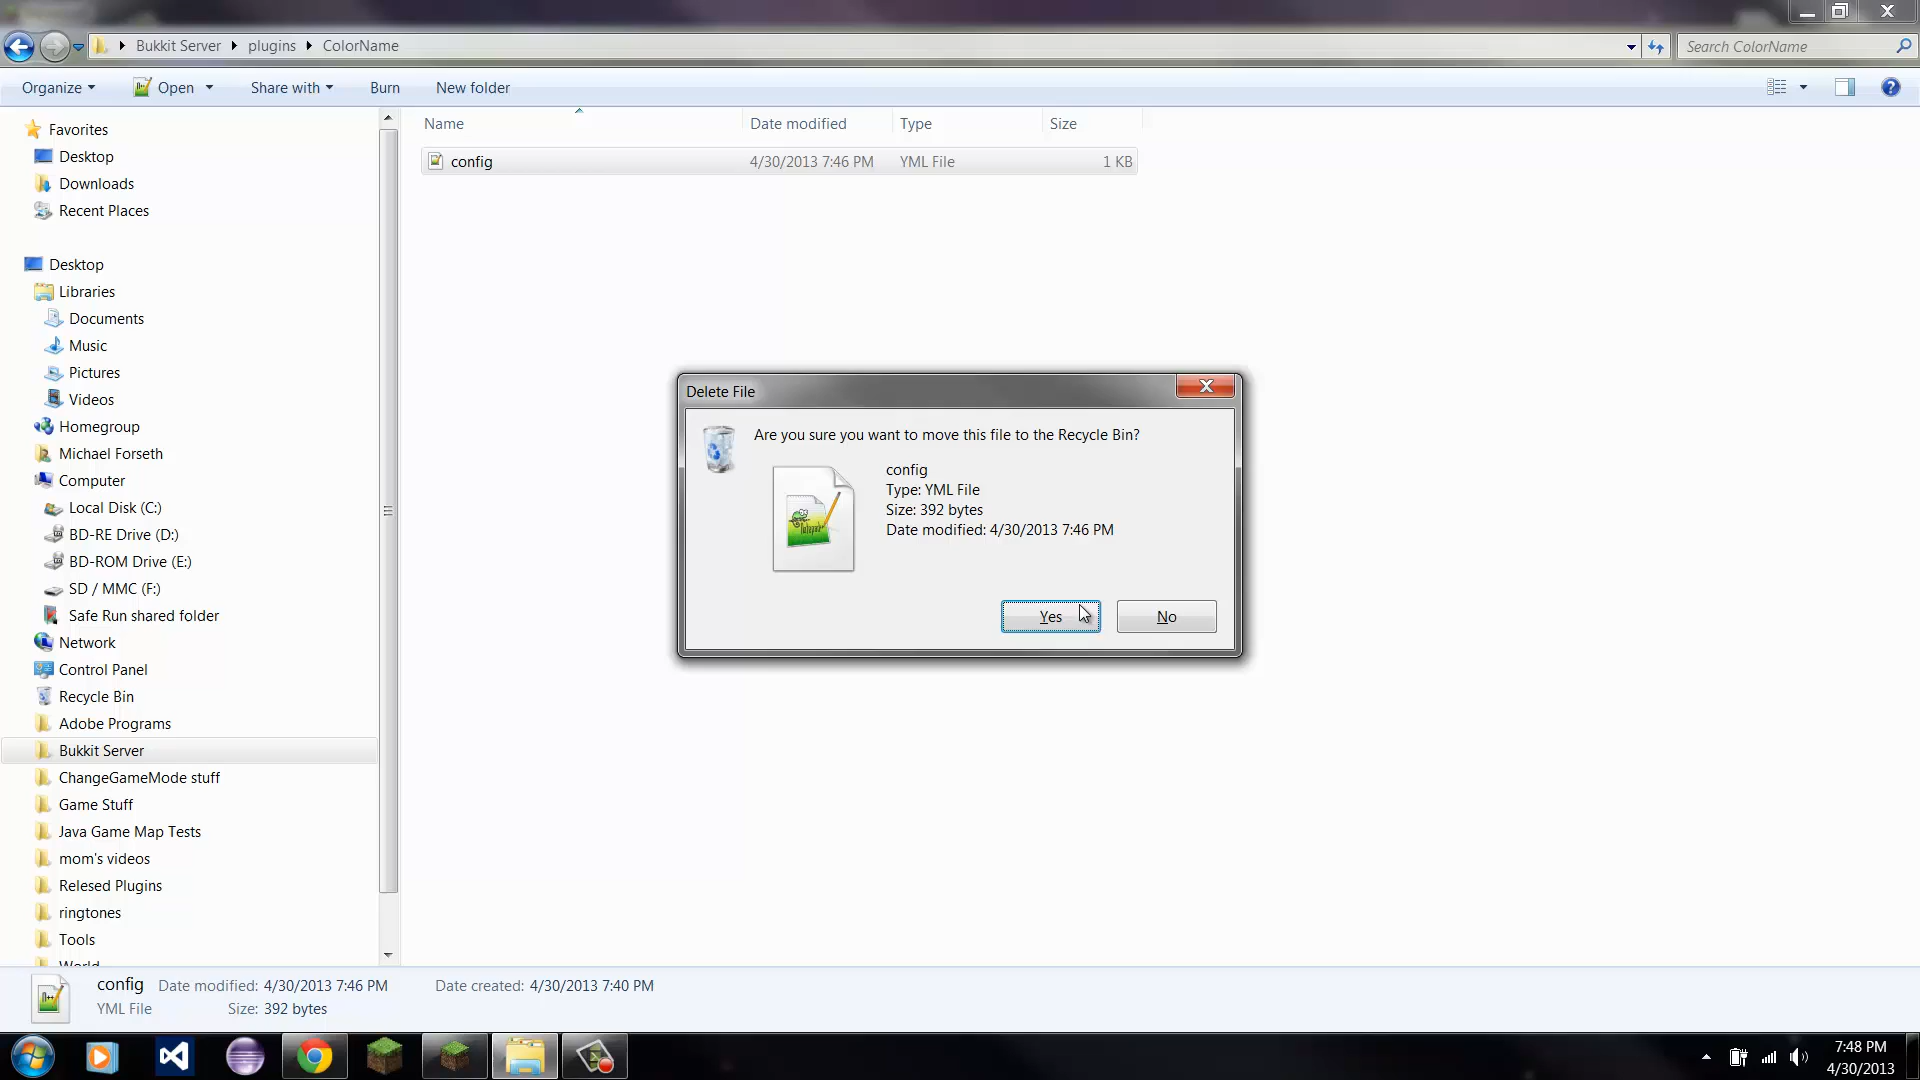 Bukkit Server
plugins
ColorName
Search ColorName
Organize
Open
Share with
Burn
New folder
Name
Date modified
Type
Size
config
4/30/2013 7:46 PM
YML File
1 KB
Favorites
Desktop
Downloads
Recent Places
Desktop
Libraries
Documents
Music
Pictures
Videos
Homegroup
Michael Forseth
Computer
Local Disk (C:)
BD-RE Drive (D:)
BD-ROM Drive (E:)
SD / MMC (F:)
Safe Run shared folder
Network
Control Panel
Recycle Bin
Adobe Programs
Bukkit Server
ChangeGameMode stuff
Game Stuff
Java Game Map Tests
mom's videos
Relesed Plugins
ringtones
Tools
World
Delete File
Are you sure you want to move this file to the Recycle Bin?
config
Type: YML File
Size: 392 bytes
Date modified: 4/30/2013 7:46 PM
Yes
No
config
Date modified: 4/30/2013 7:46 PM
Date created: 4/30/2013 7:40 PM
YML File
Size: 392 bytes
7:48 PM
4/30/2013